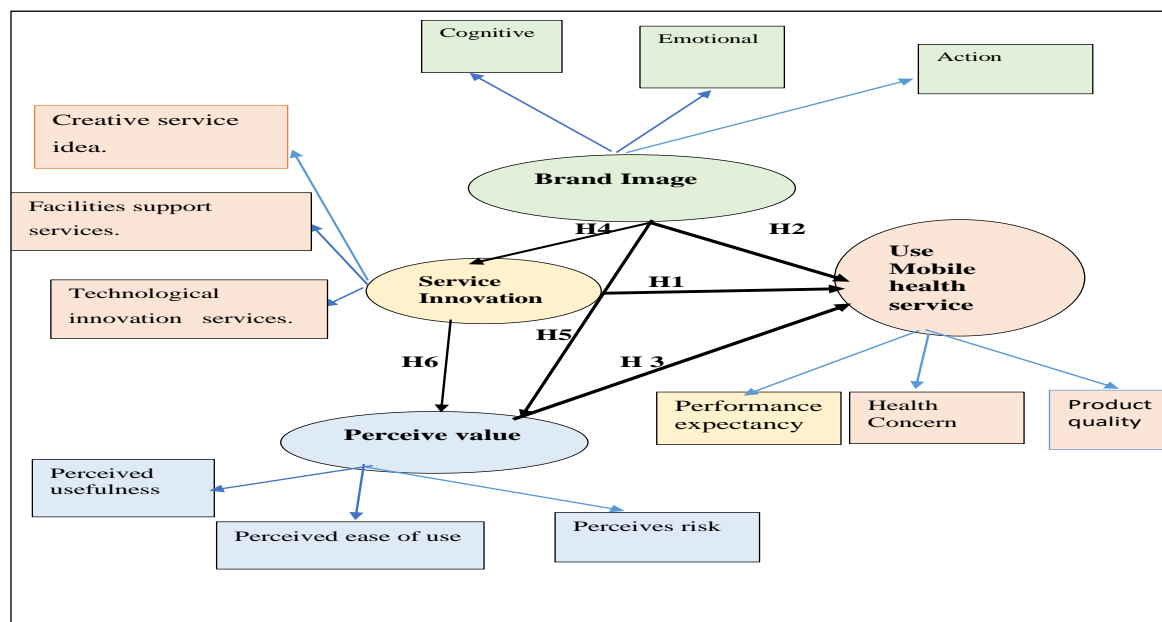 Cognitive
Emotional
Action
Creative service
idea.
Brand Image
Facilities support
services.
H4
H2
Use
Mobile
health
service
Service
Innovation
H1
Technological
innovation services.
H5
H6
H 3
Performance
expectancy
Health
Concern
Product
quality
Perceive value
Perceived
usefulness
Perceived ease of use
Perceives risk